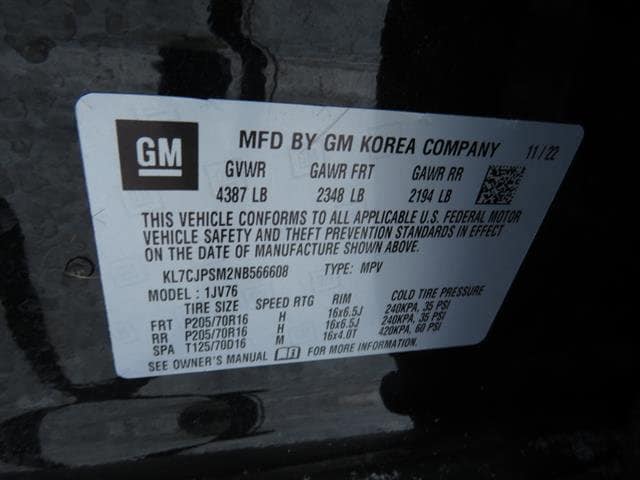 GM MFD BY GM KOREA COMPANY 11/22
GVWR GAWR FRT GAWR RR
4387 LB 2348 LB 2194 LB
THIS VEHICLE CONFORMS TO ALL APPLICABLE U.S. FEDERAL MOTOR
VEHICLE SAFETY AND THEFT PREVENTION STANDARDS IN EFFECT
ON THE DATE OF MANUFACTURE SHOWN ABOVE.
KL7CJPSM2NB566608 TYPE: MPV
MODEL : 1JV76
TIRE SIZE SPEED RTG RIM COLD TIRE PRESSURE
FRT P205/70R16 H 16x6.5J 240KPA, 35 PSI
RR P205/70R16 H 16x6.5J 240KPA, 35 PSI
SPA T125/70D16 M 16x4.0T 420KPA, 60 PSI
SEE OWNER'S MANUAL i FOR MORE INFORMATION.